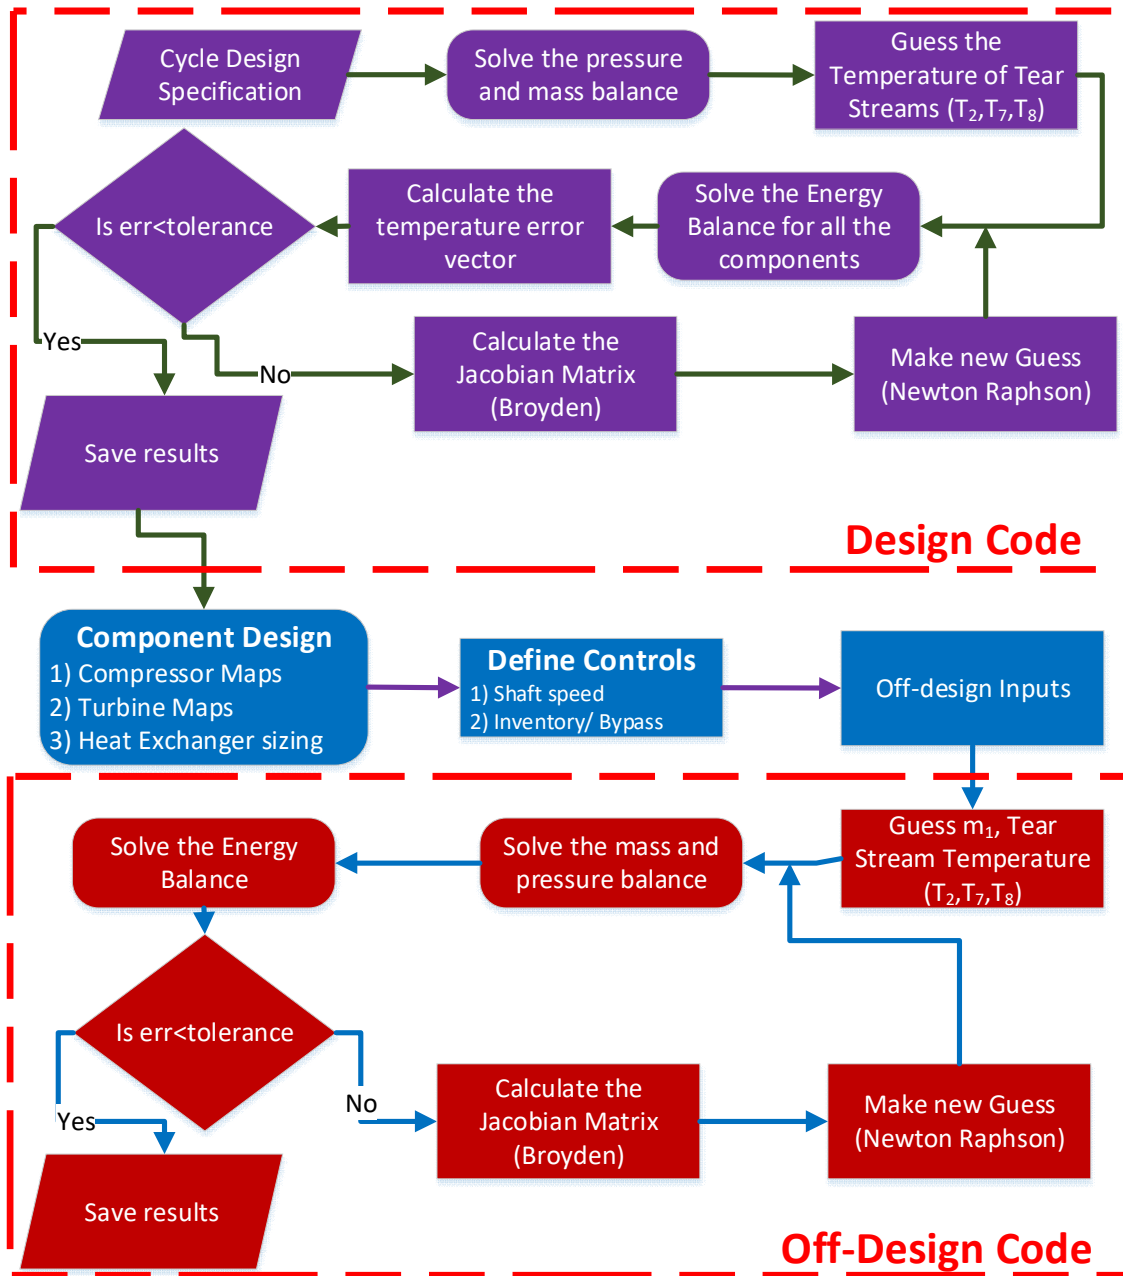 Cycle Design
Specification
Solve the pressure
and mass balance
Guess the
Temperature of Tear
Streams (T₂,T₇,T₈)
Is err<tolerance
Calculate the
temperature error
vector
Solve the Energy
Balance for all the
components
Yes
No
Calculate the
Jacobian Matrix
(Broyden)
Make new Guess
(Newton Raphson)
Save results
Design Code
Component Design
1) Compressor Maps
2) Turbine Maps
3) Heat Exchanger sizing
Define Controls
1) Shaft speed
2) Inventory/ Bypass
Off-design Inputs
Guess m₁, Tear
Stream Temperature
(T₂,T₇,T₈)
Solve the mass and
pressure balance
Solve the Energy
Balance
Is err<tolerance
Yes
No
Calculate the
Jacobian Matrix
(Broyden)
Make new Guess
(Newton Raphson)
Save results
Off-Design Code